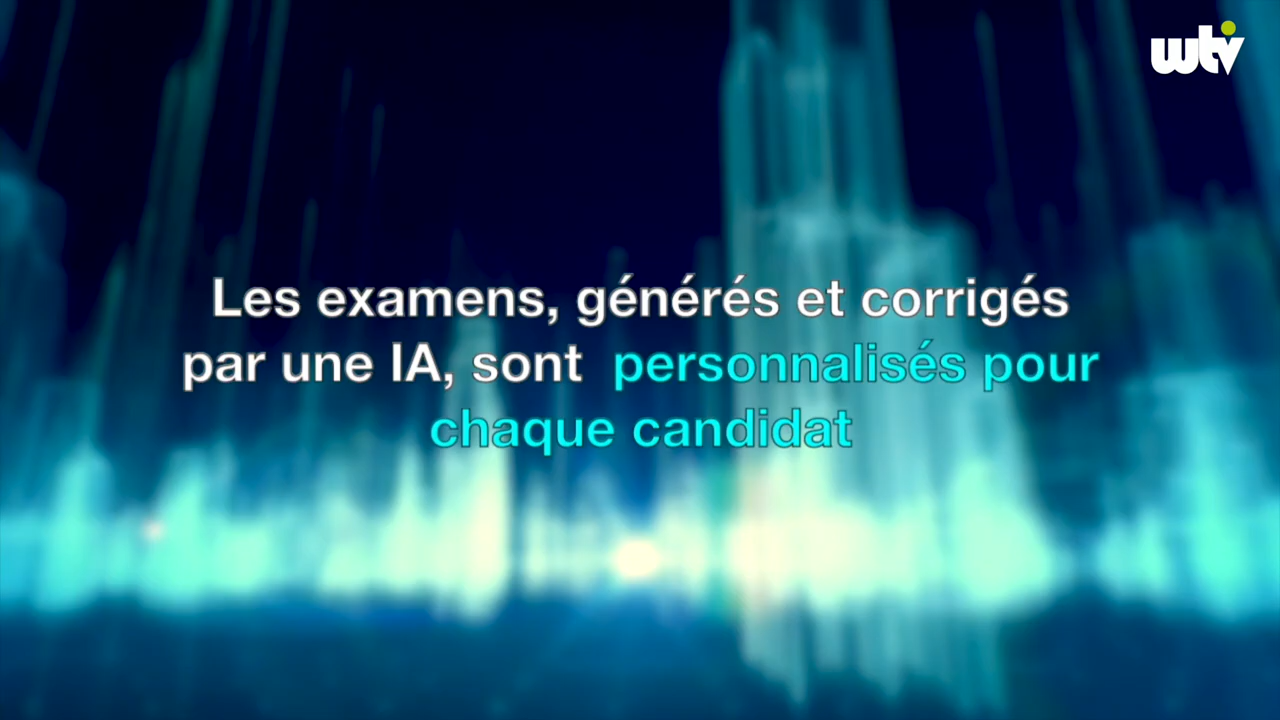 wtv
Les examens, générés et corrigés
par une IA, sont personnalisés pour
chaque candidat